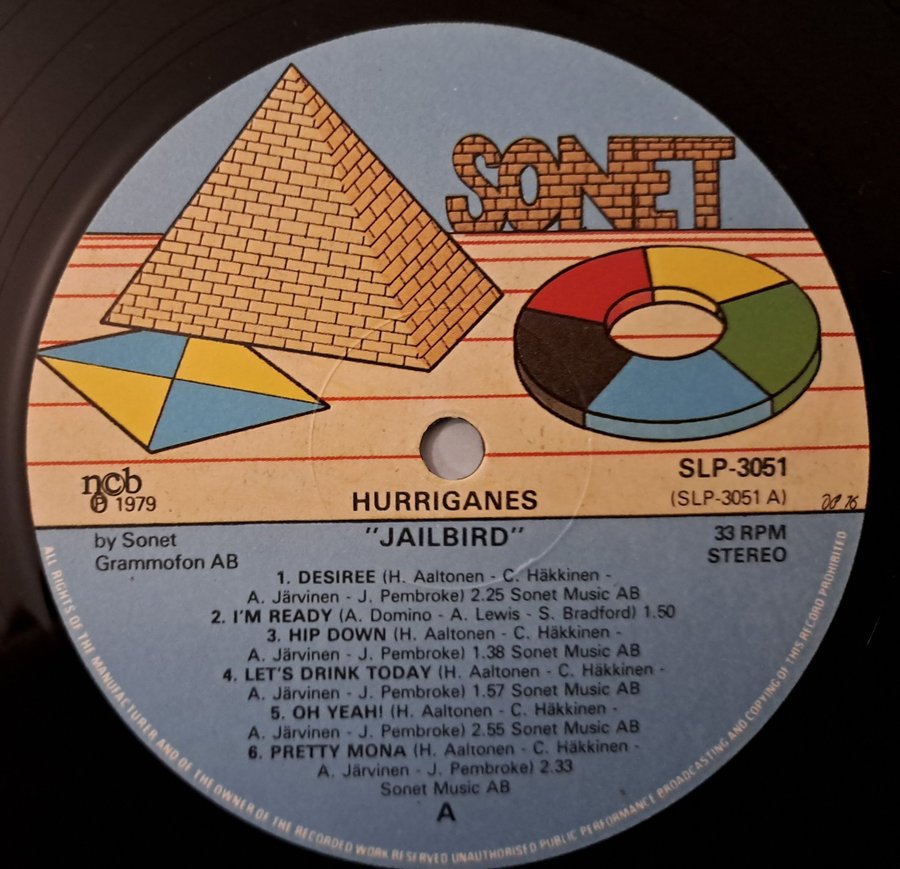 SONET
ncb
SLP-3051
℗ 1979
HURRIGANES
(SLP-3051 A)
by Sonet
Grammofon AB
"JAILBIRD"
33 RPM
STEREO
1. DESIREE (H. Aaltonen - C. Häkkinen -
A. Järvinen - J. Pembroke) 2.25 Sonet Music AB
2. I'M READY (A. Domino - A. Lewis - S. Bradford) 1.50
3. HIP DOWN (H. Aaltonen - C. Häkkinen -
A. Järvinen - J. Pembroke) 1.38 Sonet Music AB
4. LET'S DRINK TODAY (H. Aaltonen - C. Häkkinen -
A. Järvinen - J. Pembroke) 1.57 Sonet Music AB
5. OH YEAH! (H. Aaltonen - C. Häkkinen -
A. Järvinen - J. Pembroke) 2.55 Sonet Music AB
6. PRETTY MONA (H. Aaltonen - C. Häkkinen -
A. Järvinen - J. Pembroke) 2.33
Sonet Music AB
A
ALL RIGHTS OF THE MANUFACTURER AND OF THE OWNER OF THE RECORDED WORK RESERVED UNAUTHORISED PUBLIC PERFORMANCE BROADCASTING AND COPYING OF THIS RECORD PROHIBITED